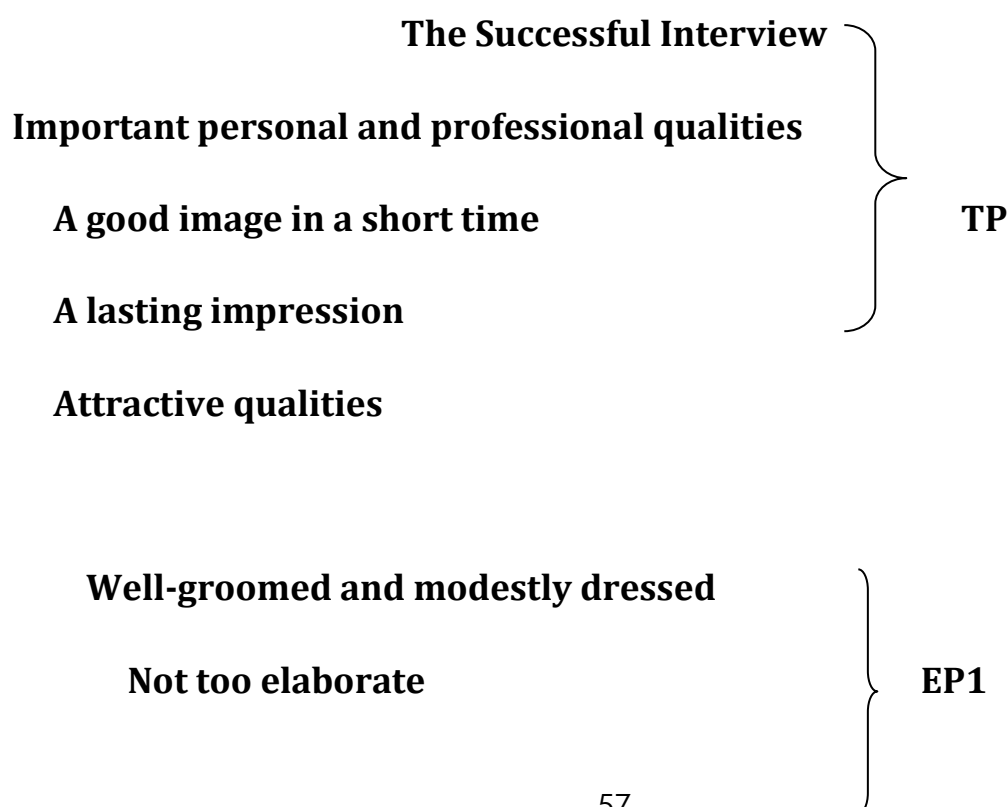 The Successful Interview
Important personal and professional qualities
A good image in a short time
TP
A lasting impression
Attractive qualities
Well-groomed and modestly dressed
Not too elaborate
EP1
57